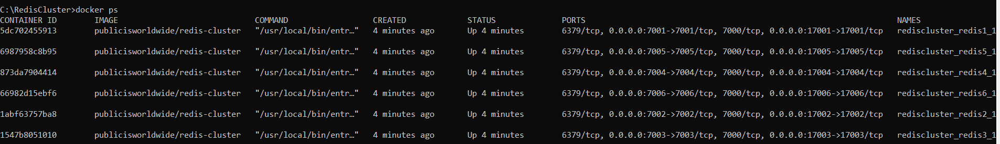 C:\RedisCluster>docker ps
CONTAINER ID IMAGE COMMAND CREATED STATUS PORTS NAMES
5dc702455913 publicisworldwide/redis-cluster "/usr/local/bin/entr…" 4 minutes ago Up 4 minutes 6379/tcp, 0.0.0.0:7001->7001/tcp, 7000/tcp, 0.0.0.0:17001->17001/tcp rediscluster_redis1_1
6987958c8b95 publicisworldwide/redis-cluster "/usr/local/bin/entr…" 4 minutes ago Up 4 minutes 6379/tcp, 0.0.0.0:7005->7005/tcp, 7000/tcp, 0.0.0.0:17005->17005/tcp rediscluster_redis5_1
873da7904414 publicisworldwide/redis-cluster "/usr/local/bin/entr…" 4 minutes ago Up 4 minutes 6379/tcp, 0.0.0.0:7004->7004/tcp, 7000/tcp, 0.0.0.0:17004->17004/tcp rediscluster_redis4_1
66982d15ebf6 publicisworldwide/redis-cluster "/usr/local/bin/entr…" 4 minutes ago Up 4 minutes 6379/tcp, 0.0.0.0:7006->7006/tcp, 7000/tcp, 0.0.0.0:17006->17006/tcp rediscluster_redis6_1
1abf63757ba8 publicisworldwide/redis-cluster "/usr/local/bin/entr…" 4 minutes ago Up 4 minutes 6379/tcp, 0.0.0.0:7002->7002/tcp, 7000/tcp, 0.0.0.0:17002->17002/tcp rediscluster_redis2_1
1547b8051010 publicisworldwide/redis-cluster "/usr/local/bin/entr…" 4 minutes ago Up 4 minutes 6379/tcp, 0.0.0.0:7003->7003/tcp, 7000/tcp, 0.0.0.0:17003->17003/tcp rediscluster_redis3_1